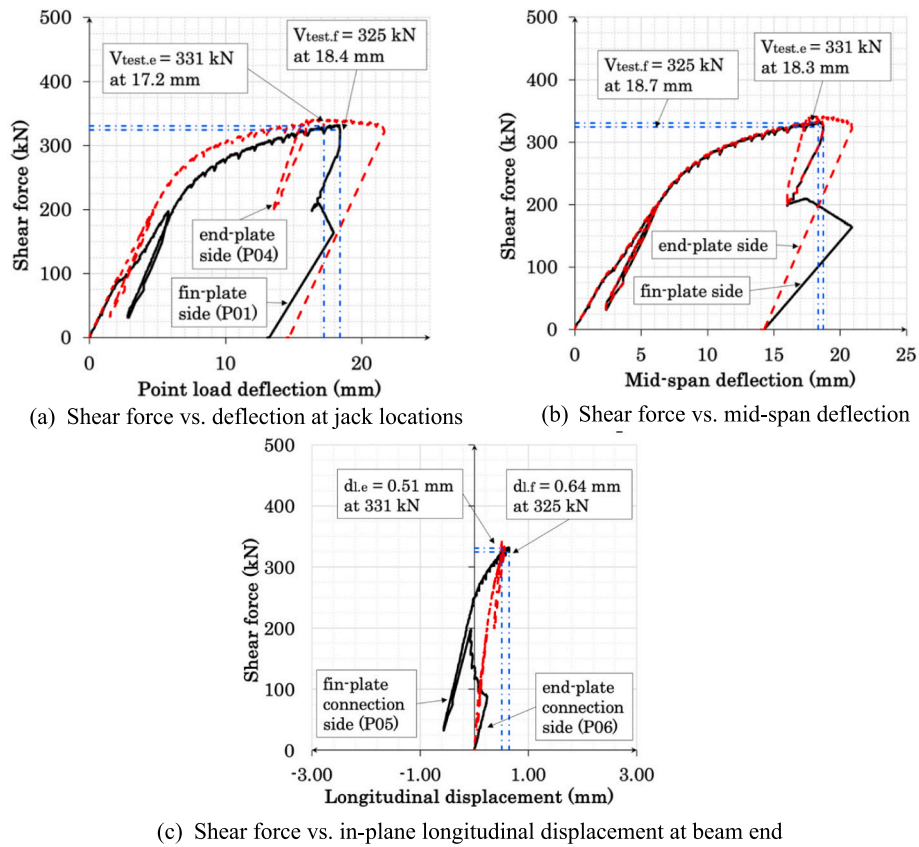 500
400
300
200
100
0
Shear force (kN)
Vtest.e = 331 kN
at 17.2 mm
Vtest.f = 325 kN
at 18.4 mm
end-plate
side (P04)
fin-plate
side (P01)
0
10
20
Point load deflection (mm)
(a) Shear force vs. deflection at jack locations
500
400
300
200
100
0
Shear force (kN)
Vtest.f = 325 kN
at 18.7 mm
Vtest.e = 331 kN
at 18.3 mm
end-plate side
fin-plate side
0
5
10
15
20
25
Mid-span deflection (mm)
(b) Shear force vs. mid-span deflection
500
400
300
200
100
0
Shear force (kN)
dl.e = 0.51 mm
at 331 kN
dl.f = 0.64 mm
at 325 kN
fin-plate
connection
side (P05)
end-plate
connection
side (P06)
-3.00
-1.00
1.00
3.00
Longitudinal displacement (mm)
(c) Shear force vs. in-plane longitudinal displacement at beam end